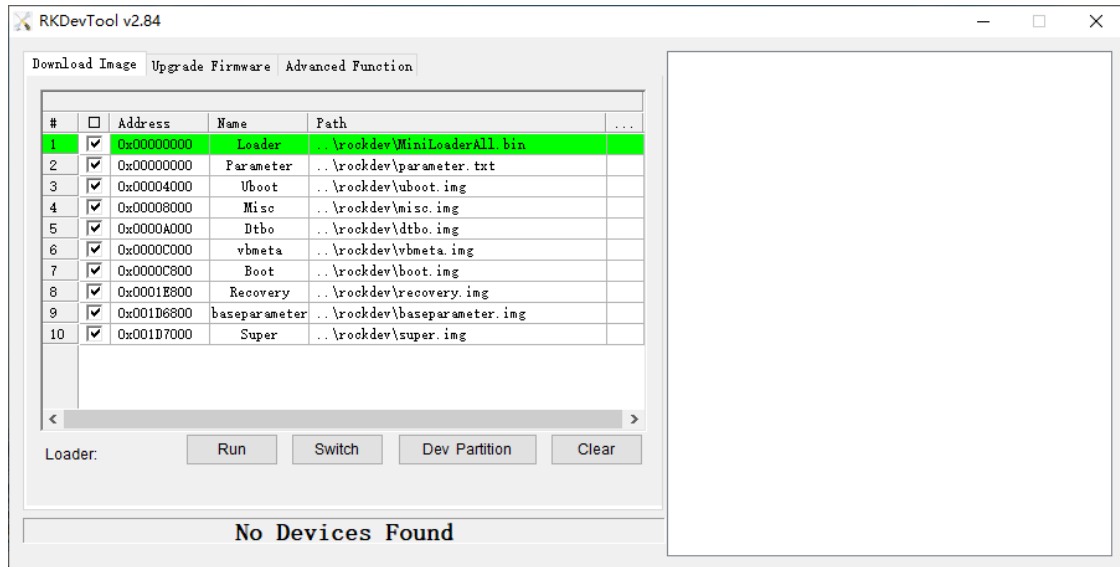 RKDevTool v2.84
Download Image Upgrade Firmware Advanced Function
# Address Name Path ...
1 0x00000000 Loader ..\rockdev\MiniLoaderAll.bin
2 0x00000000 Parameter ..\rockdev\parameter.txt
3 0x00004000 Uboot ..\rockdev\uboot.img
4 0x00008000 Misc ..\rockdev\misc.img
5 0x0000A000 Dtbo ..\rockdev\dtbo.img
6 0x0000C000 vbmeta ..\rockdev\vbmeta.img
7 0x0000C800 Boot ..\rockdev\boot.img
8 0x0001E800 Recovery ..\rockdev\recovery.img
9 0x001D6800 baseparameter ..\rockdev\baseparameter.img
10 0x001D7000 Super ..\rockdev\super.img
Loader: Run Switch Dev Partition Clear
No Devices Found